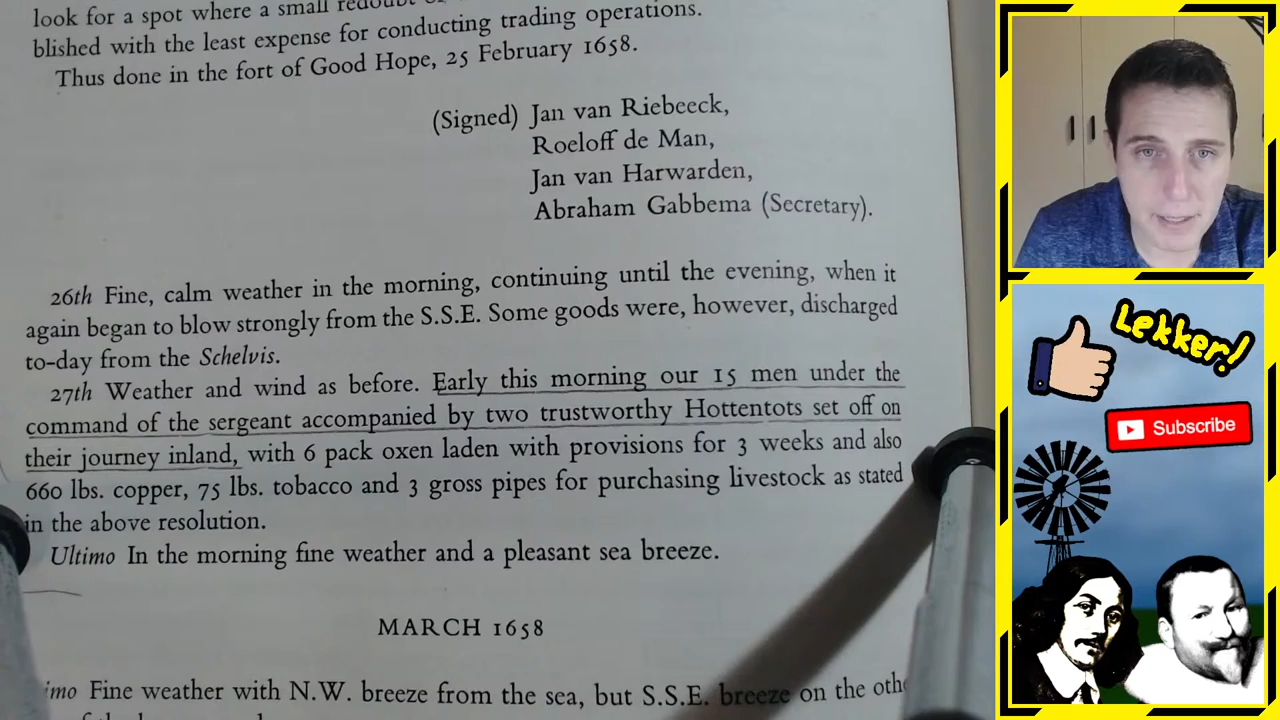 look for a spot where a small redoubt
blished with the least expense for conducting trading operations.
Thus done in the fort of Good Hope, 25 February 1658.
(Signed) Jan van Riebeeck,
Roeloff de Man,
Jan van Harwarden,
Abraham Gabbema (Secretary).
26th Fine, calm weather in the morning, continuing until the evening, when it
again began to blow strongly from the S.S.E. Some goods were, however, discharged
to-day from the Schelvis.
27th Weather and wind as before. Early this morning our 15 men under the
command of the sergeant accompanied by two trustworthy Hottentots set off on
their journey inland, with 6 pack oxen laden with provisions for 3 weeks and also
660 lbs. copper, 75 lbs. tobacco and 3 gross pipes for purchasing livestock as stated
in the above resolution.
Ultimo In the morning fine weather and a pleasant sea breeze.
MARCH 1658
Fine weather with N.W. breeze from the sea, but S.S.E. breeze on the
Lekker!
Subscribe